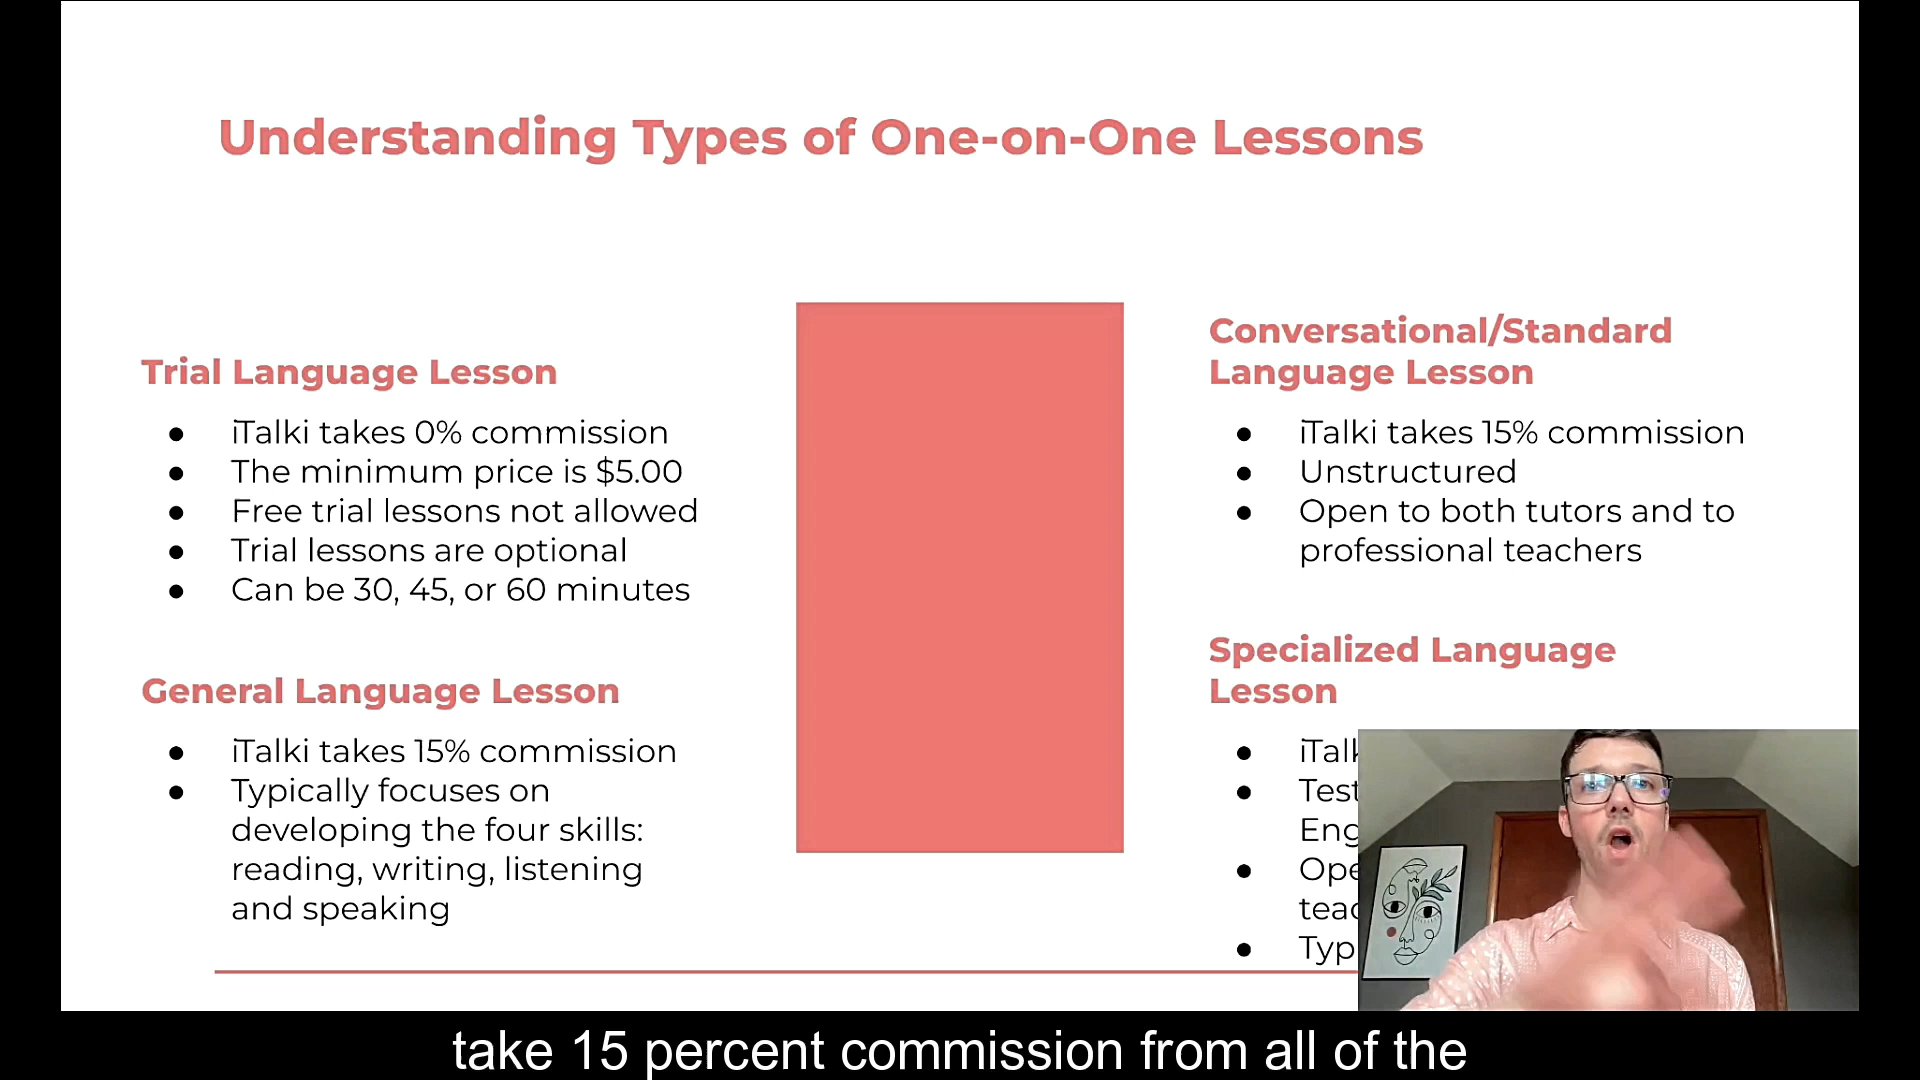 Understanding Types of One-on-One Lessons
Trial Language Lesson
● iTalki takes 0% commission
● The minimum price is $5.00
● Free trial lessons not allowed
● Trial lessons are optional
● Can be 30, 45, or 60 minutes
General Language Lesson
● iTalki takes 15% commission
● Typically focuses on
developing the four skills:
reading, writing, listening
and speaking
Conversational/Standard
Language Lesson
● iTalki takes 15% commission
● Unstructured
● Open to both tutors and to
professional teachers
Specialized Language
Lesson
● 
● Test
● 
take 15 percent commission from all of the